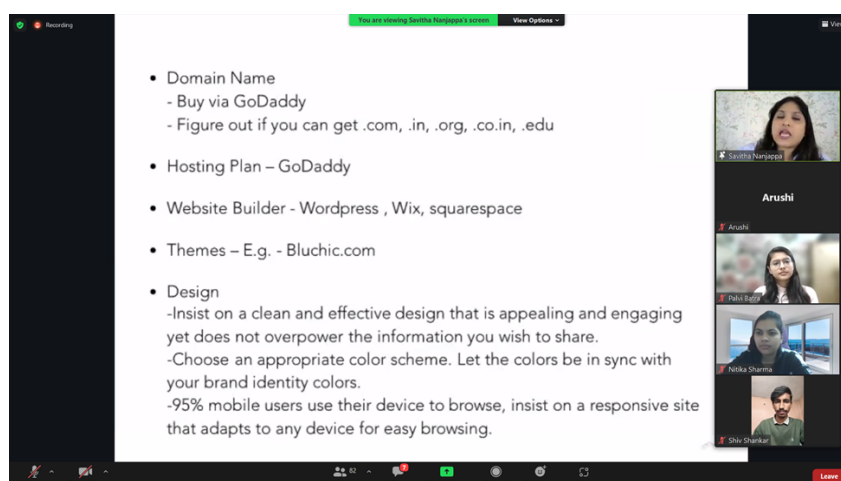 Recording
You are viewing Savitha Nanjappa's screen
View Options
Vie
• Domain Name
- Buy via GoDaddy
- Figure out if you can get .com, .in, .org, .co.in, .edu
• Hosting Plan – GoDaddy
• Website Builder - Wordpress , Wix, squarespace
• Themes – E.g. - Bluchic.com
• Design
-Insist on a clean and effective design that is appealing and engaging
yet does not overpower the information you wish to share.
-Choose an appropriate color scheme. Let the colors be in sync with
your brand identity colors.
-95% mobile users use their device to browse, insist on a responsive site
that adapts to any device for easy browsing.
Savitha Nanjappa
Arushi
Arushi
Palvi Batra
Nitika Sharma
Shiv Shankar
82
7
Leave